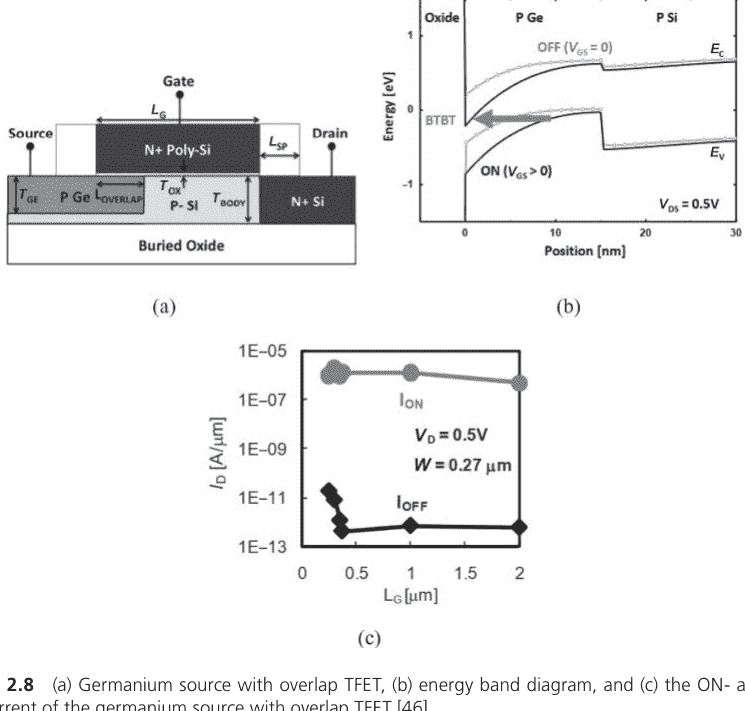 Gate
L_G
Source
L_SP
Drain
N+ Poly-Si
T_OX
T_GE
P Ge
L_OVERLAP
P- Si
T_BODY
N+ Si
Buried Oxide
(a)
Oxide
P Ge
P Si
1
OFF (V_GS = 0)
E_C
Energy [eV]
0
BTBT
E_V
ON (V_GS > 0)
−1
V_DS = 0.5V
0 10 20 30
Position [nm]
(b)
1E−05
1E−07
I_ON
I_D [A/μm]
1E−09
V_D = 0.5V
W = 0.27 μm
1E−11
I_OFF
1E−13
0 0.5 1 1.5 2
L_G [μm]
(c)
2.8 (a) Germanium source with overlap TFET, (b) energy band diagram, and (c) the ON- a
rrent of the germanium source with overlap TFET [46]